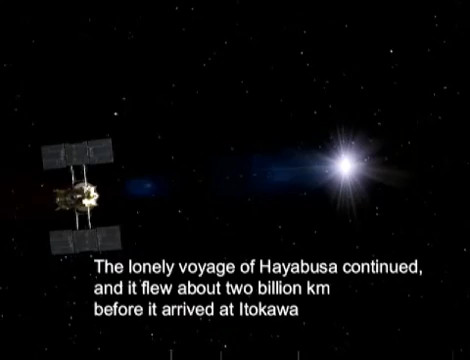 The lonely voyage of Hayabusa continued,
and it flew about two billion km
before it arrived at Itokawa